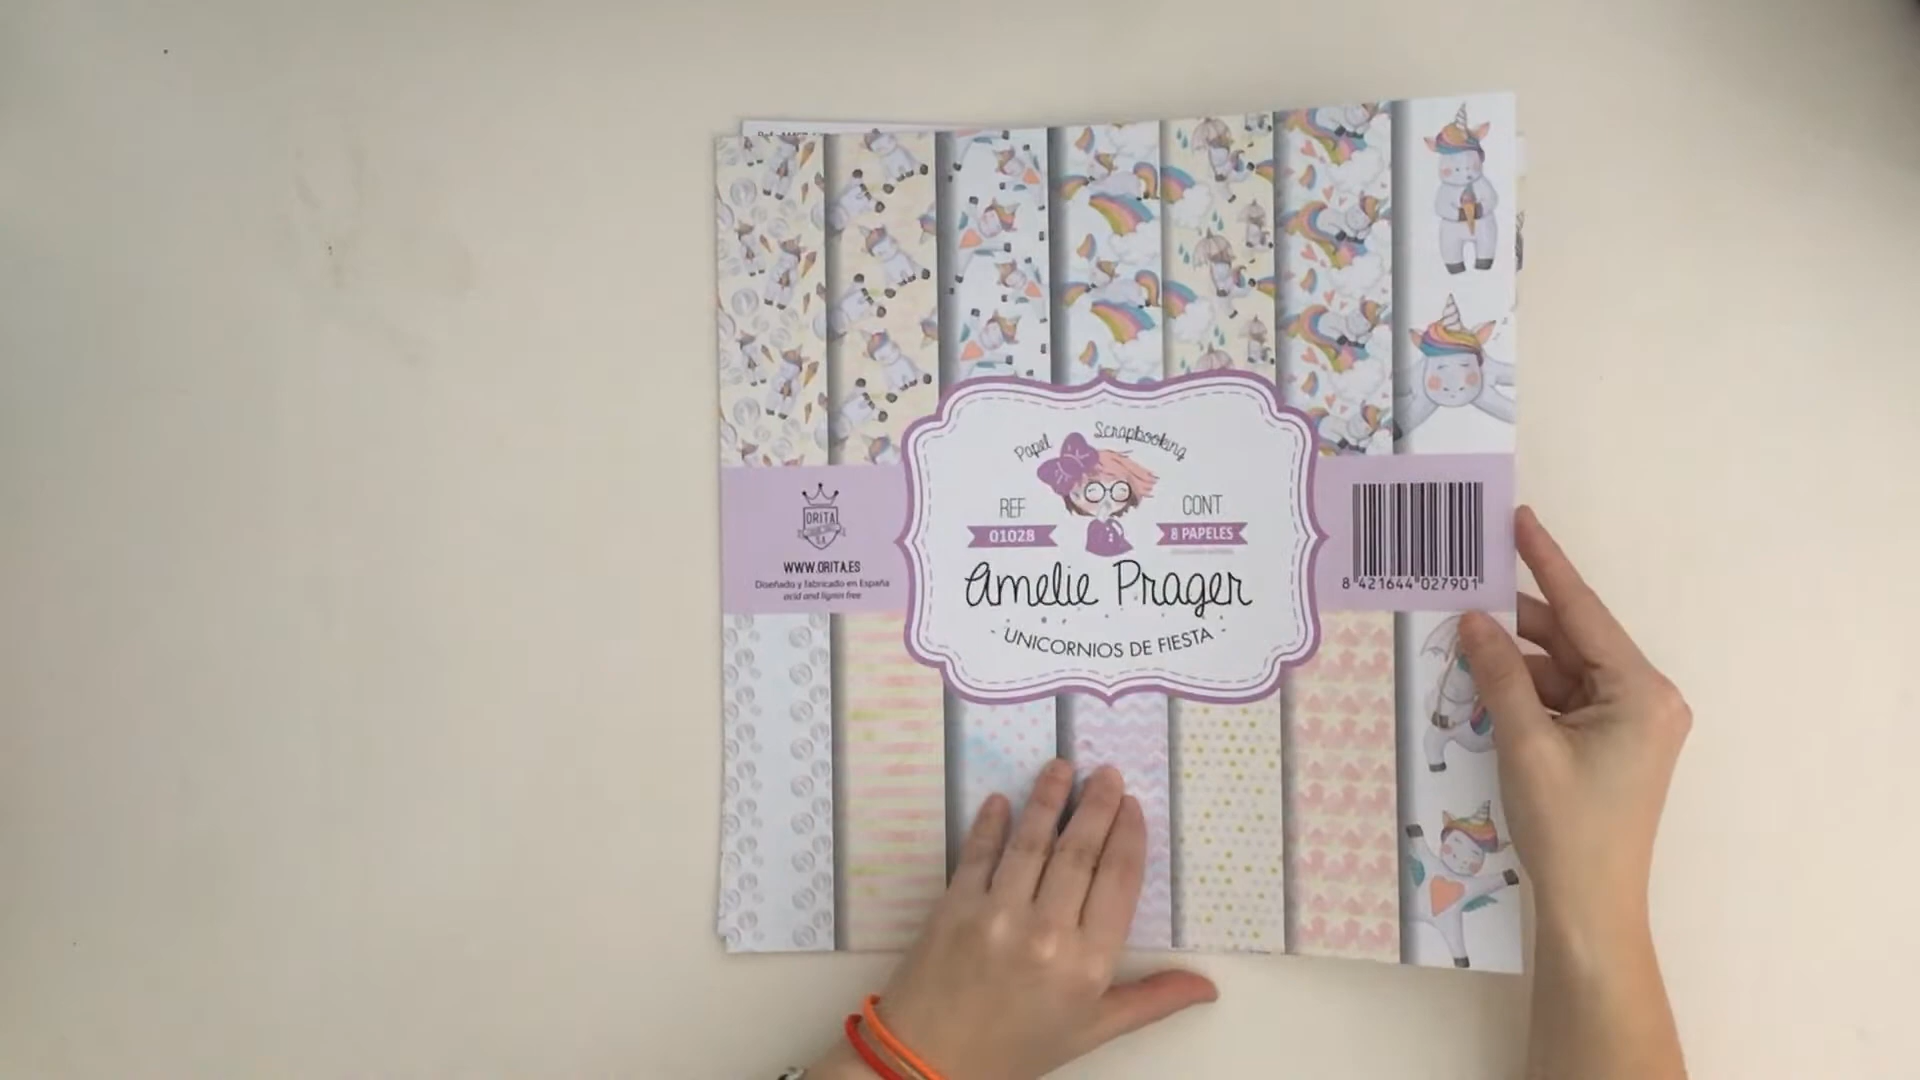 Papel Scrapbooking
REF
01028
CONT
8 PAPELES
Amelie Prager
- UNICORNIOS DE FIESTA -
ORITA
S.A.
WWW.ORITA.ES
Diseñado y fabricado en España
acid and lignin free
8 421644 027901